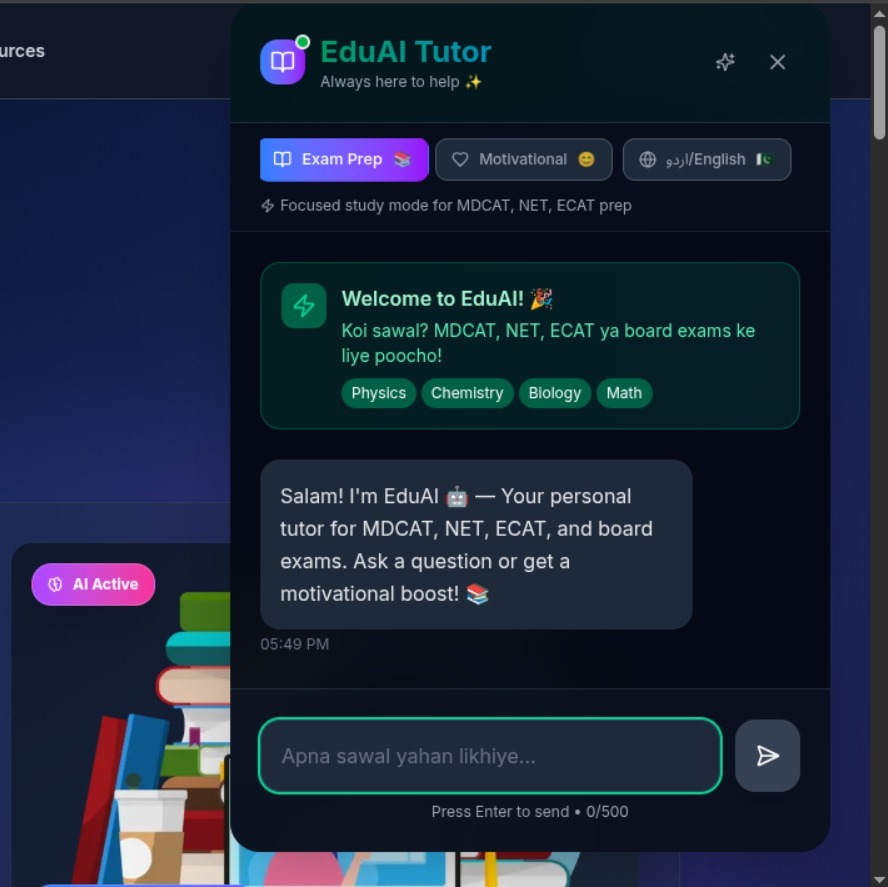 urces
EduAI Tutor
Always here to help ✨
Exam Prep 📚
Motivational 😊
اردو/English 🇵🇰
Focused study mode for MDCAT, NET, ECAT prep
Welcome to EduAI! 🎉
Koi sawal? MDCAT, NET, ECAT ya board exams ke
liye poocho!
Physics
Chemistry
Biology
Math
Salam! I'm EduAI 🤖 — Your personal
tutor for MDCAT, NET, ECAT, and board
exams. Ask a question or get a
motivational boost! 📚
05:49 PM
AI Active
Apna sawal yahan likhiye...
Press Enter to send • 0/500